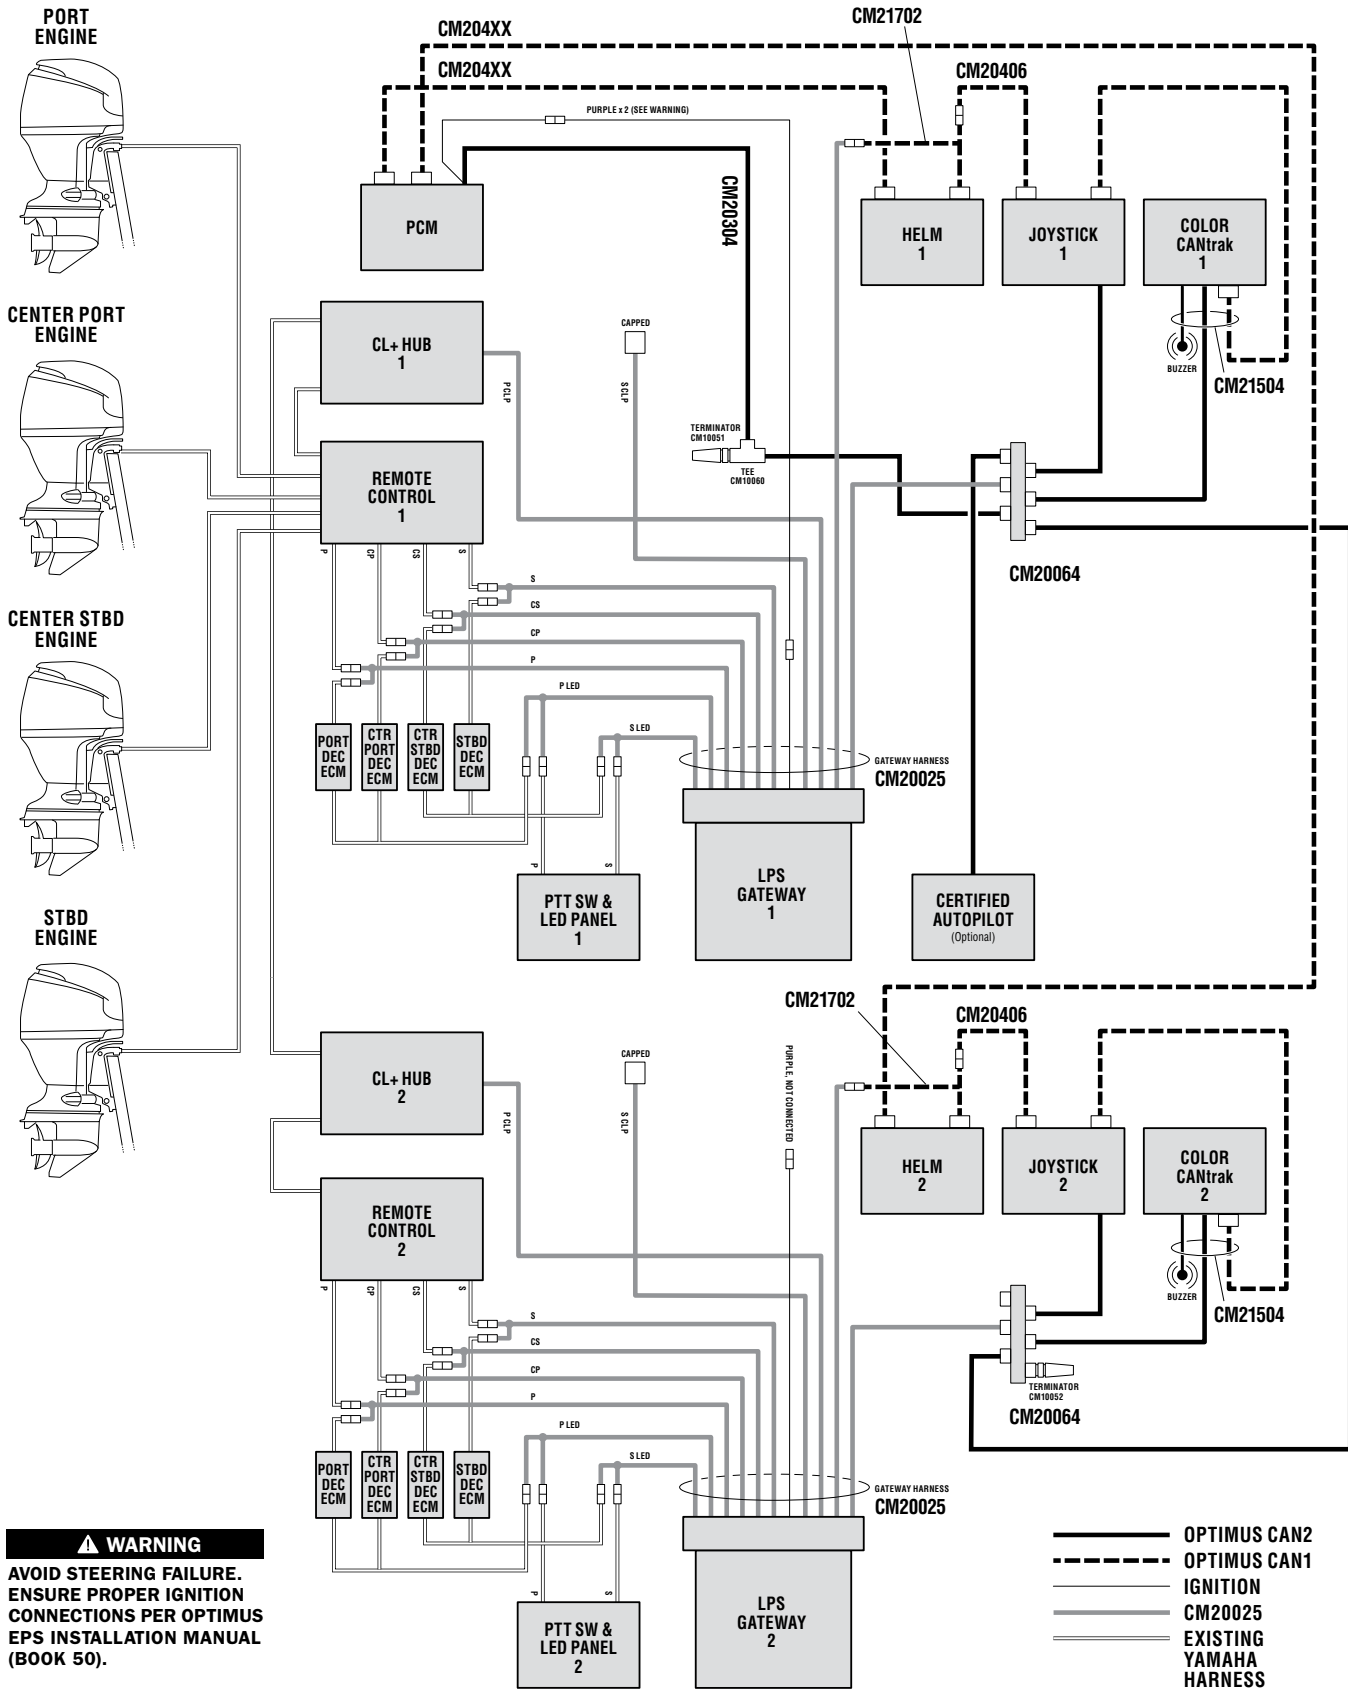 PORT
ENGINE
CM204XX
CM204XX
CM21702
CM20406
PURPLE x 2 (SEE WARNING)
PCM
CM20304
HELM
1
JOYSTICK
1
COLOR
CANtrak
1
BUZZER
CM21504
CENTER PORT
ENGINE
CL+ HUB
1
P CLP
CAPPED
S CLP
TERMINATOR
CM10051
TEE
CM10060
REMOTE
CONTROL
1
P
CP
CS
S
CM20064
S
CS
CP
P
CENTER STBD
ENGINE
P LED
S LED
PORT
DEC
ECM
CTR
PORT
DEC
ECM
CTR
STBD
DEC
ECM
STBD
DEC
ECM
GATEWAY HARNESS
CM20025
P
S
PTT SW &
LED PANEL
1
LPS
GATEWAY
1
CERTIFIED
AUTOPILOT
(Optional)
STBD
ENGINE
CM21702
CM20406
CL+ HUB
2
P CLP
CAPPED
S CLP
PURPLE, NOT CONNECTED
HELM
2
JOYSTICK
2
COLOR
CANtrak
2
BUZZER
CM21504
REMOTE
CONTROL
2
P
CP
CS
S
TERMINATOR
CM10052
CM20064
S
CS
CP
P
P LED
S LED
PORT
DEC
ECM
CTR
PORT
DEC
ECM
CTR
STBD
DEC
ECM
STBD
DEC
ECM
GATEWAY HARNESS
CM20025
P
S
PTT SW &
LED PANEL
2
LPS
GATEWAY
2
WARNING
AVOID STEERING FAILURE.
ENSURE PROPER IGNITION
CONNECTIONS PER OPTIMUS
EPS INSTALLATION MANUAL
(BOOK 50).
OPTIMUS CAN2
OPTIMUS CAN1
IGNITION
CM20025
EXISTING
YAMAHA
HARNESS